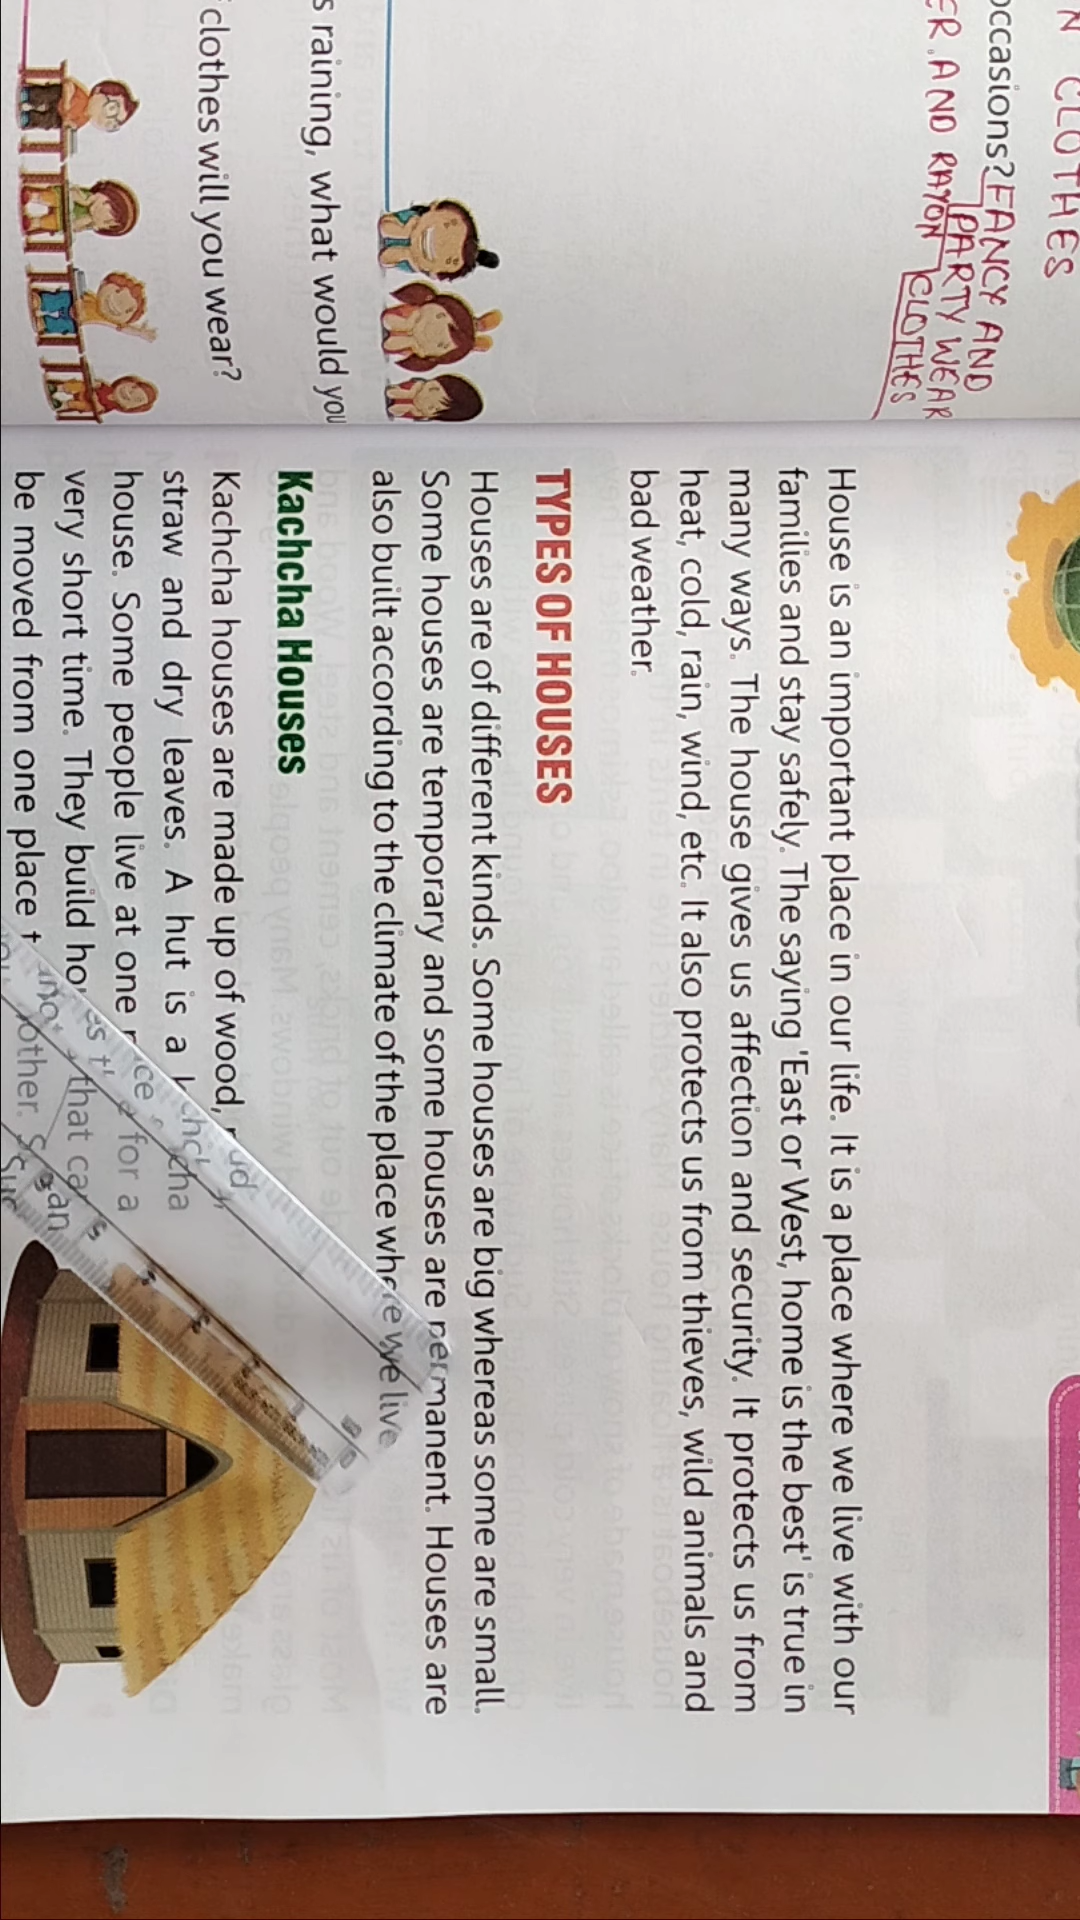 N CLOTHES
occasions? FANCY AND
PARTY WEAR
ER. AND RAYON CLOTHES
s raining, what would you
clothes will you wear?
House is an important place in our life. It is a place where we live with our
families and stay safely. The saying 'East or West, home is the best' is true in
many ways. The house gives us affection and security. It protects us from
heat, cold, rain, wind, etc. It also protects us from thieves, wild animals and
bad weather.
TYPES OF HOUSES
Houses are of different kinds. Some houses are big whereas some are small.
Some houses are temporary and some houses are permanent. Houses are
also built according to the climate of the place where we live
Kachcha Houses
Kachcha houses are made up of wood, mud,
straw and dry leaves. A hut is a kachcha
house. Some people live at one place for a
very short time. They build that can
be moved from one place